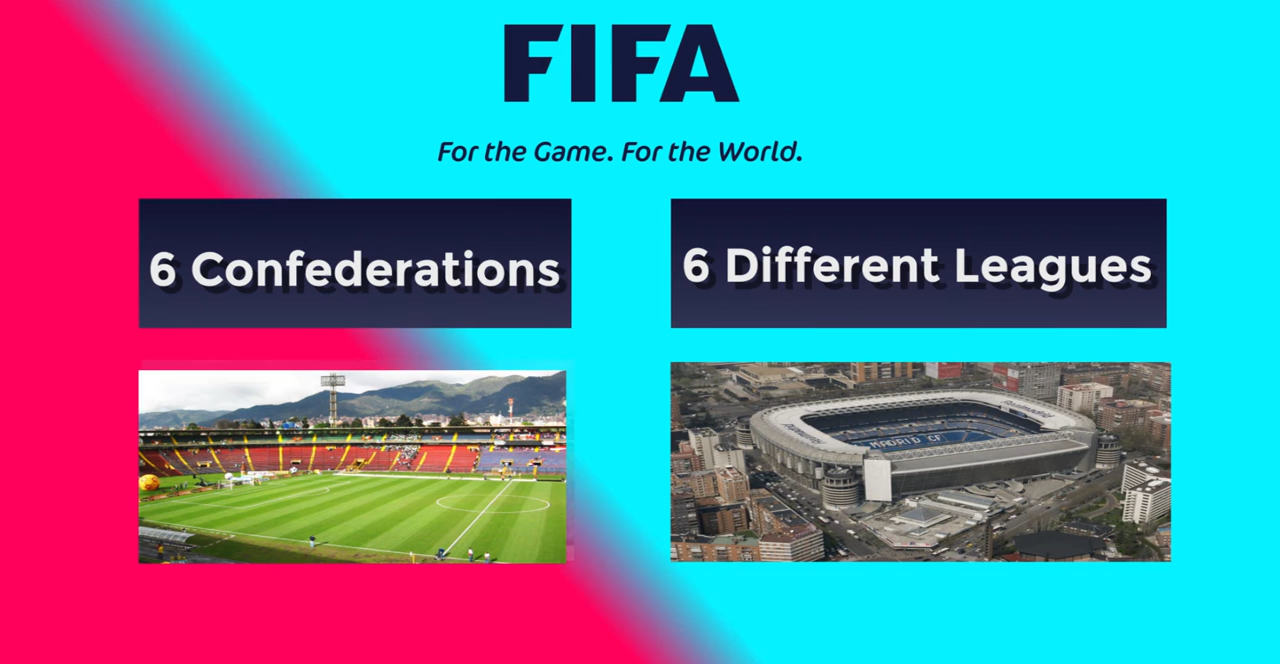 FIFA
For the Game. For the World.
6 Confederations
6 Different Leagues
MADRID CF